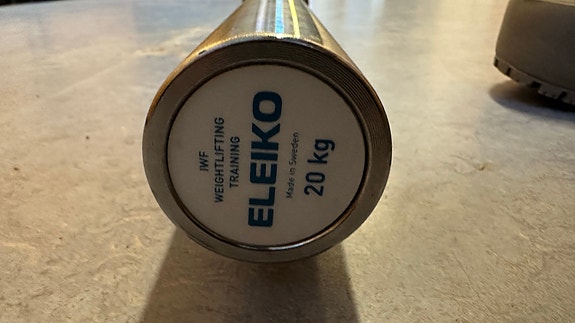 IWF
WEIGHTLIFTING
TRAINING
ELEIKO
Made in Sweden
20 kg